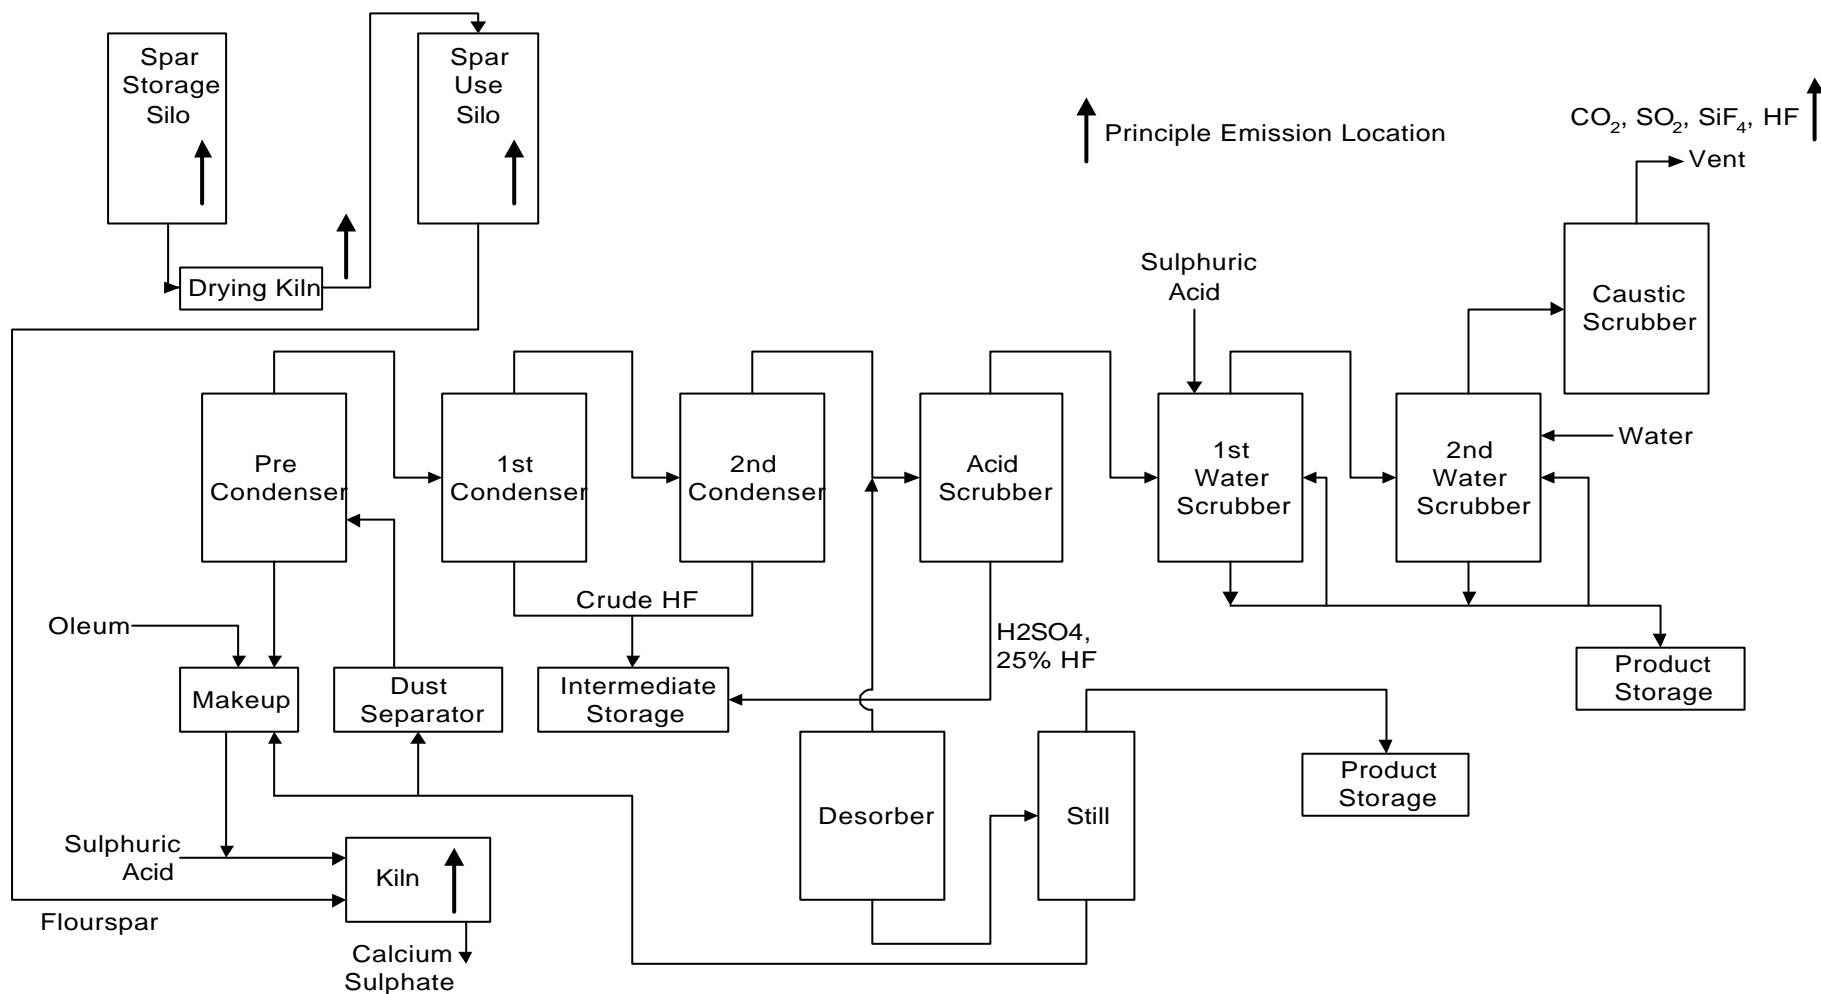 Spar
Storage
Silo
Spar
Use
Silo
Principle Emission Location
CO2, SO2, SiF4, HF
Vent
Drying Kiln
Sulphuric
Acid
Caustic
Scrubber
Pre
Condenser
1st
Condenser
2nd
Condenser
Acid
Scrubber
1st
Water
Scrubber
2nd
Water
Scrubber
Water
Crude HF
Oleum
H2SO4,
25% HF
Makeup
Dust
Separator
Intermediate
Storage
Product
Storage
Product
Storage
Desorber
Still
Sulphuric
Acid
Kiln
Flourspar
Calcium
Sulphate